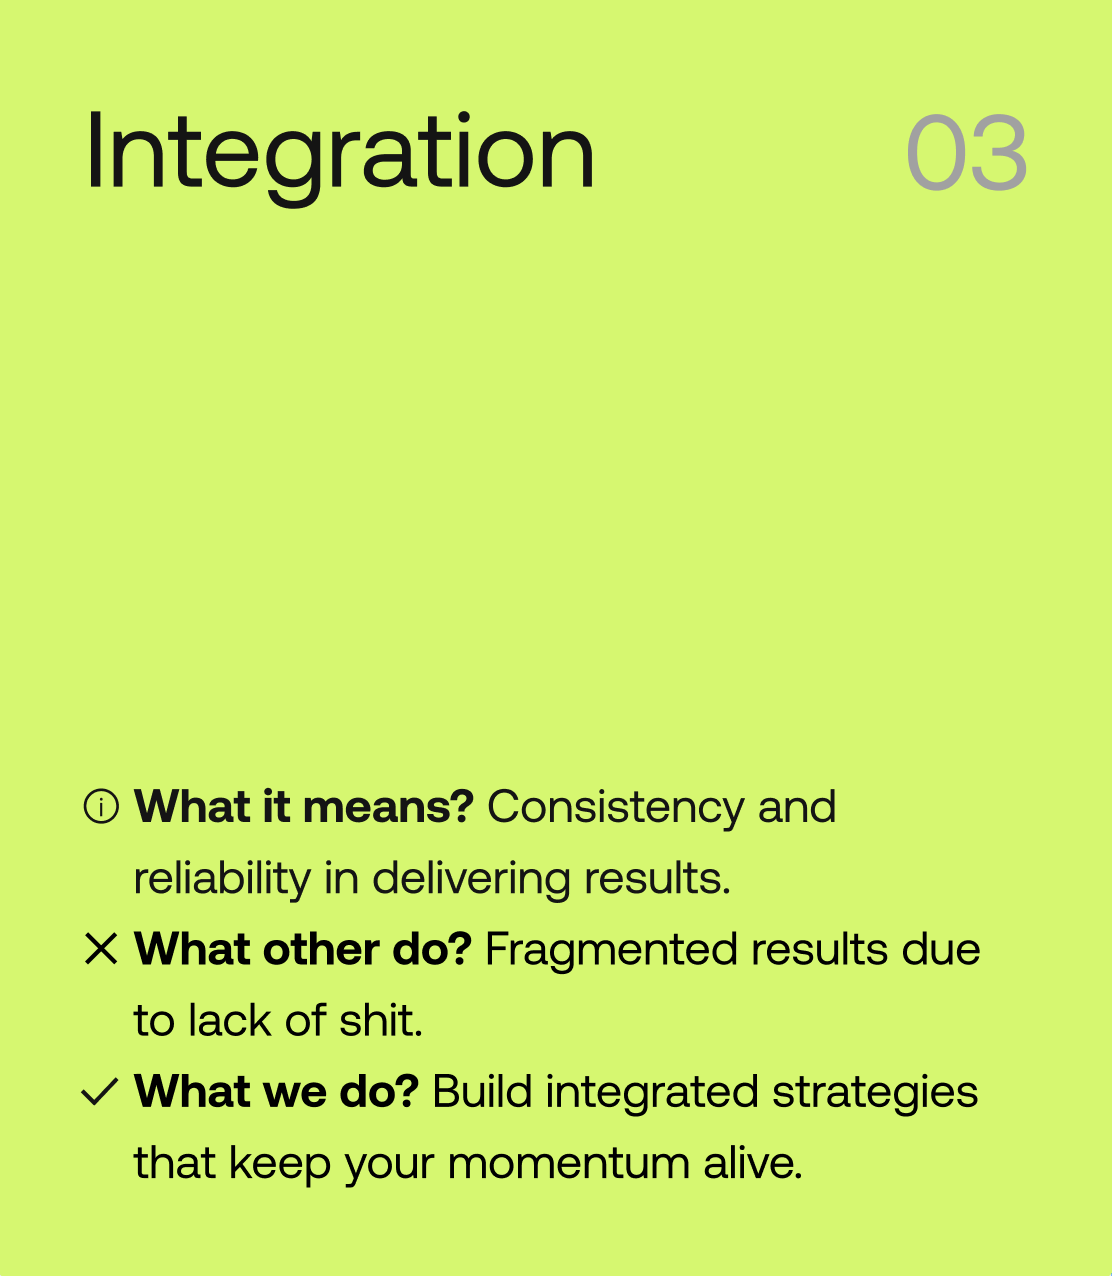 Integration
03
What it means? Consistency and
reliability in delivering results.
What other do? Fragmented results due
to lack of shit.
What we do? Build integrated strategies
that keep your momentum alive.